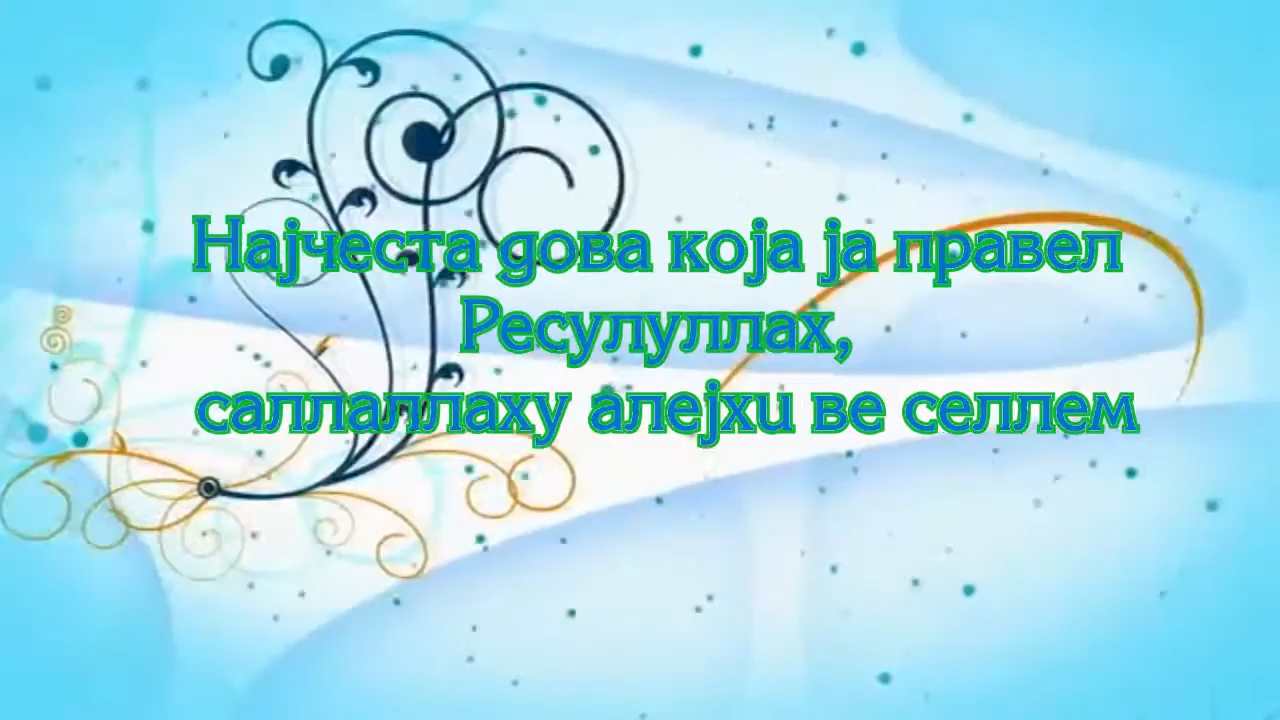 Најчеста дова која ја правел
Ресулуллах,
саллаллаху алејхи ве селлем